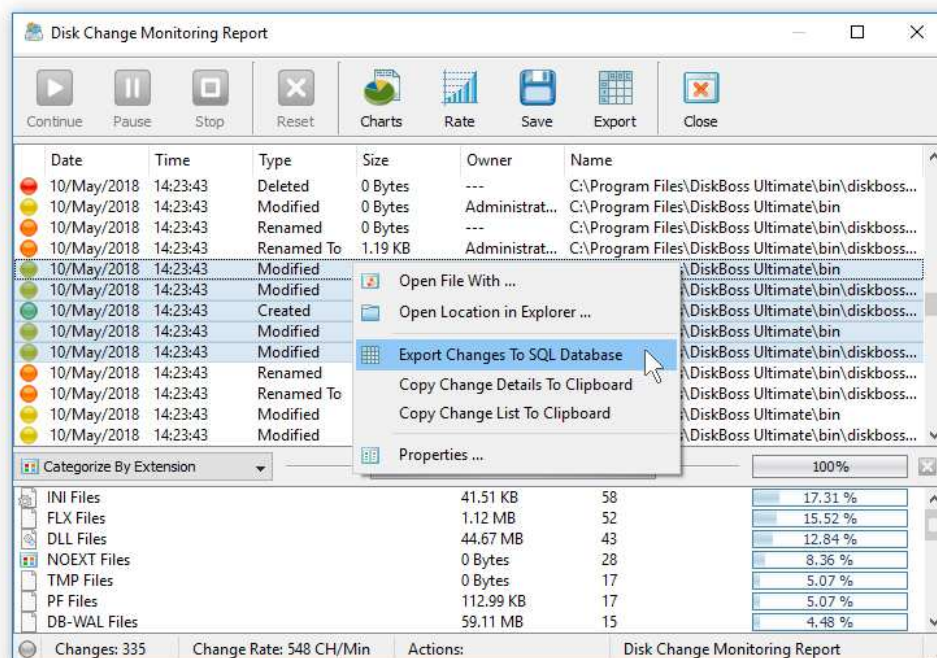 Disk Change Monitoring Report
Continue Pause Stop Reset Charts Rate Save Export Close
Date Time Type Size Owner Name
10/May/2018 14:23:43 Deleted 0 Bytes --- C:\Program Files\DiskBoss Ultimate\bin\diskboss...
10/May/2018 14:23:43 Modified 0 Bytes Administrat... C:\Program Files\DiskBoss Ultimate\bin
10/May/2018 14:23:43 Renamed 0 Bytes --- C:\Program Files\DiskBoss Ultimate\bin\diskboss...
10/May/2018 14:23:43 Renamed To 1.19 KB Administrat... C:\Program Files\DiskBoss Ultimate\bin\diskboss...
10/May/2018 14:23:43 Modified \DiskBoss Ultimate\bin
Open File With ...
10/May/2018 14:23:43 Modified \DiskBoss Ultimate\bin\diskboss...
10/May/2018 14:23:43 Created \DiskBoss Ultimate\bin\diskboss...
Open Location in Explorer ...
10/May/2018 14:23:43 Modified \DiskBoss Ultimate\bin
10/May/2018 14:23:43 Modified \DiskBoss Ultimate\bin\diskboss...
Export Changes To SQL Database
10/May/2018 14:23:43 Renamed \DiskBoss Ultimate\bin\diskboss...
Copy Change Details To Clipboard
10/May/2018 14:23:43 Renamed To \DiskBoss Ultimate\bin\diskboss...
10/May/2018 14:23:43 Modified \DiskBoss Ultimate\bin
Copy Change List To Clipboard
10/May/2018 14:23:43 Modified \DiskBoss Ultimate\bin\diskboss...
Properties ...
Categorize By Extension 100%
INI Files 41.51 KB 58 17.31 %
FLX Files 1.12 MB 52 15.52 %
DLL Files 44.67 MB 43 12.84 %
NOEXT Files 0 Bytes 28 8.36 %
TMP Files 0 Bytes 17 5.07 %
PF Files 112.99 KB 17 5.07 %
DB-WAL Files 59.11 MB 15 4.48 %
Changes: 335 Change Rate: 548 CH/Min Actions: Disk Change Monitoring Report